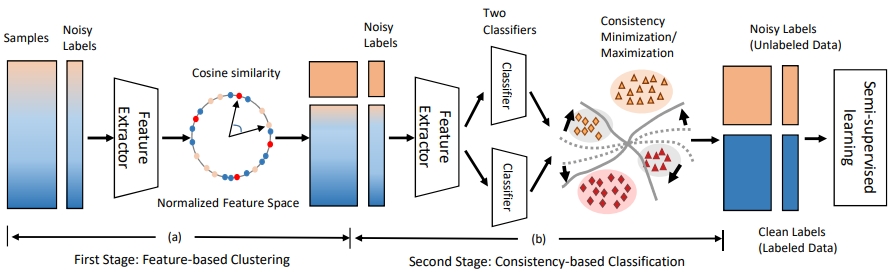 Samples
Noisy
Labels
Feature
Extractor
Cosine similarity
Normalized Feature Space
Noisy
Labels
Feature
Extractor
Two
Classifiers
Classifier
Classifier
Consistency
Minimization/
Maximization
Noisy Labels
(Unlabeled Data)
Clean Labels
(Labeled Data)
Semi-supervised
learning
(a)
First Stage: Feature-based Clustering
(b)
Second Stage: Consistency-based Classification